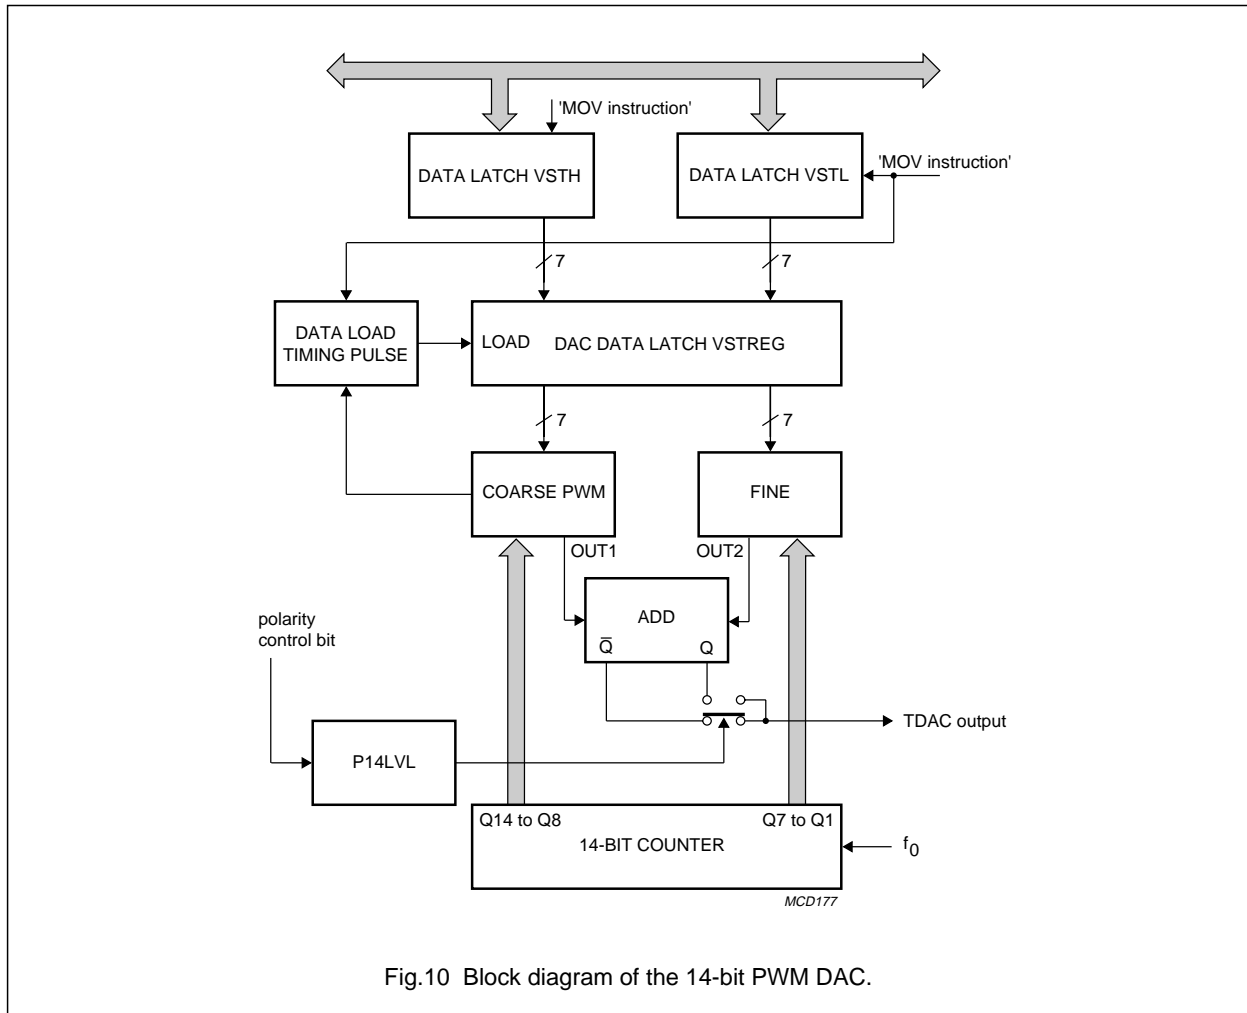 'MOV instruction'
DATA LATCH VSTH
DATA LATCH VSTL
'MOV instruction'
7
7
DATA LOAD
TIMING PULSE
LOAD
DAC DATA LATCH VSTREG
7
7
COARSE PWM
FINE
OUT1
OUT2
ADD
Q̅
Q
polarity
control bit
TDAC output
P14LVL
Q14 to Q8
Q7 to Q1
14-BIT COUNTER
f0
MCD177
Fig.10 Block diagram of the 14-bit PWM DAC.